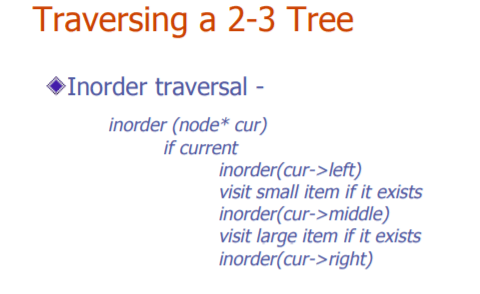 Traversing a 2-3 Tree
Inorder traversal -
inorder (node* cur)
if current
inorder(cur->left)
visit small item if it exists
inorder(cur->middle)
visit large item if it exists
inorder(cur->right)